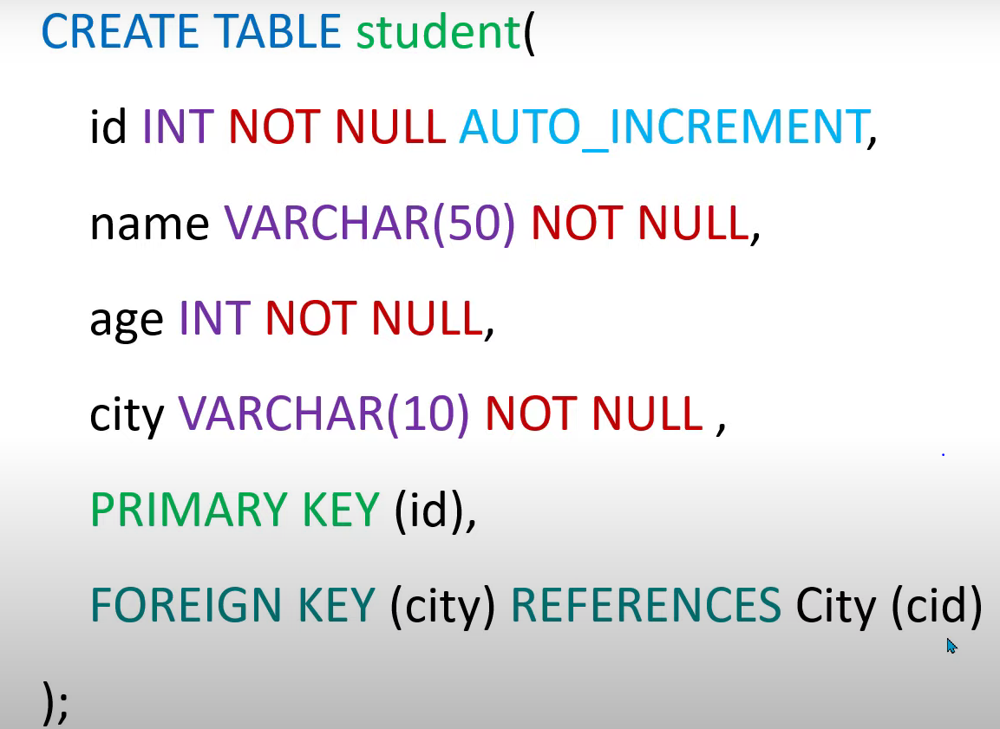 CREATE TABLE student(
id INT NOT NULL AUTO_INCREMENT,
name VARCHAR(50) NOT NULL,
age INT NOT NULL,
city VARCHAR(10) NOT NULL ,
PRIMARY KEY (id),
FOREIGN KEY (city) REFERENCES City (cid)
);